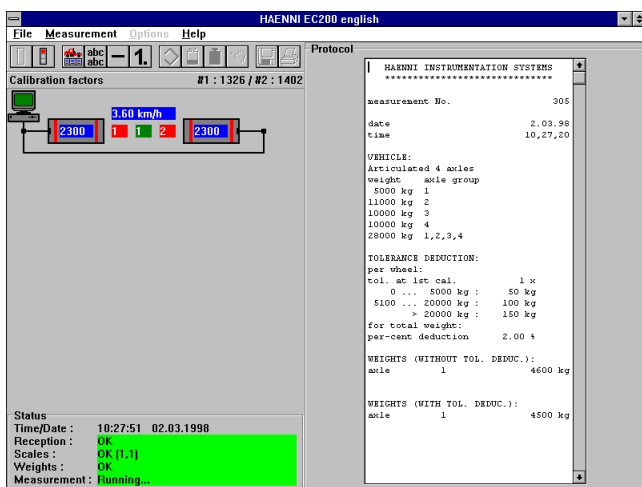 HAENNI EC200 english
File Measurement Options Help
abc
abc
1.
Calibration factors #1 : 1326 / #2 : 1402
3.60 km/h
2300 1 1 2 2300
Status
Time/Date : 10:27:51 02.03.1998
Reception : OK
Scales : OK (1,1)
Weights : OK
Measurement : Running...
Protocol
HAENNI INSTRUMENTATION SYSTEMS
******************************
measurement No. 305
date 2.03.98
time 10,27,20
VEHICLE:
Articulated 4 axles
weight axle group
5000 kg 1
11000 kg 2
10000 kg 3
10000 kg 4
28000 kg 1,2,3,4
TOLERANCE DEDUCTION:
per wheel:
tol. at 1st cal. 1 x
0 ... 5000 kg : 50 kg
5100 ... 20000 kg : 100 kg
> 20000 kg : 150 kg
for total weight:
per-cent deduction 2.00 %
WEIGHTS (WITHOUT TOL. DEDUC.):
axle 1 4600 kg
WEIGHTS (WITH TOL. DEDUC.):
axle 1 4500 kg